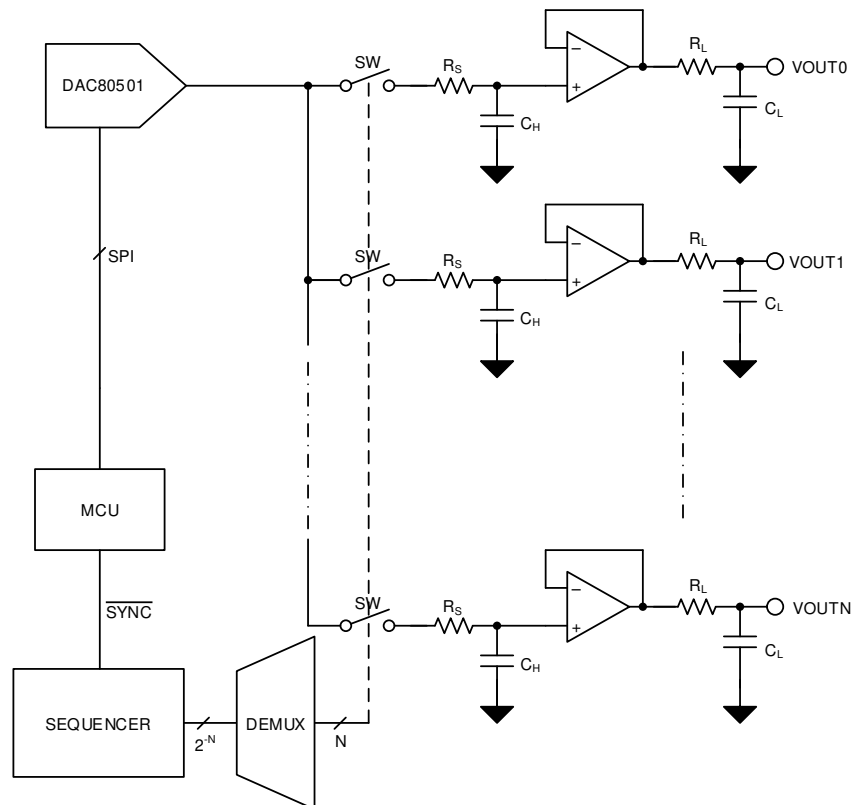 DAC80501
SW
R_S
C_H
−
+
R_L
C_L
VOUT0
SPI
SW
R_S
C_H
−
+
R_L
C_L
VOUT1
MCU
SYNC
SW
R_S
C_H
−
+
R_L
C_L
VOUTN
SEQUENCER
2^-N
DEMUX
N